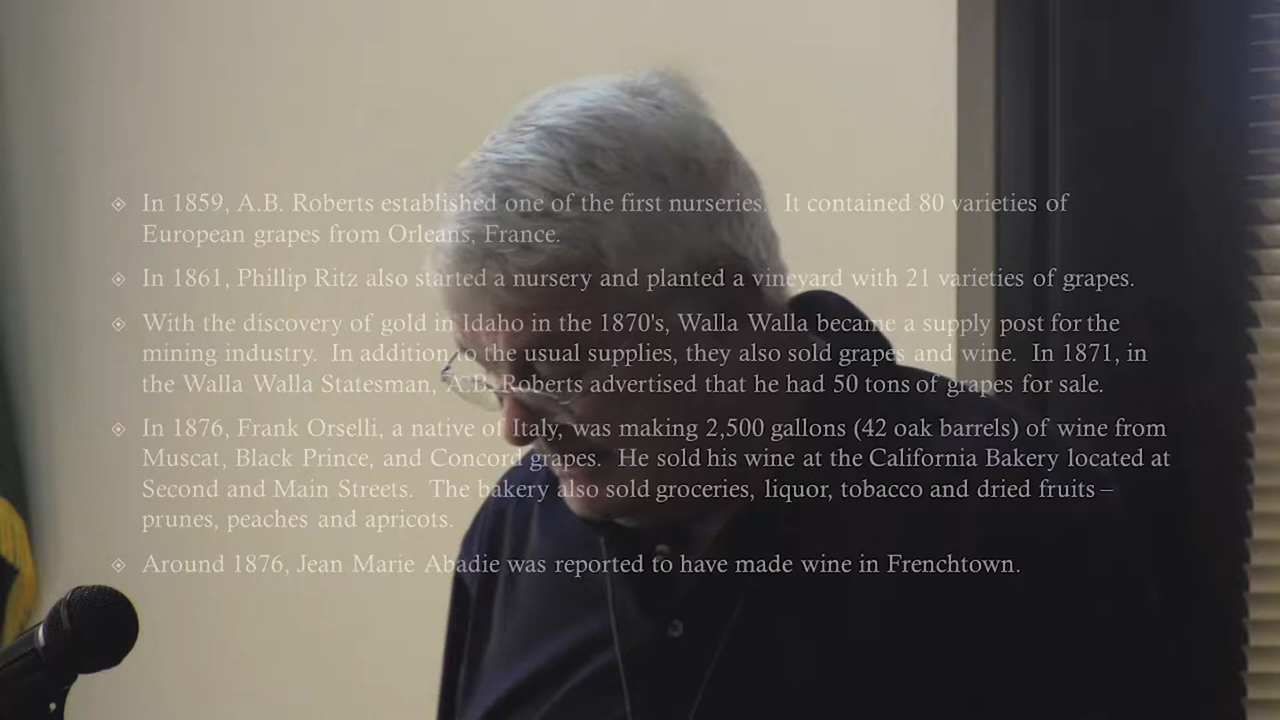 In 1859, A.B. Roberts established one of the first nurseries. It contained 80 varieties of
European grapes from Orleans, France.
In 1861, Phillip Ritz also started a nursery and planted a vineyard with 21 varieties of grapes.
With the discovery of gold in Idaho in the 1870's, Walla Walla became a supply post for the
mining industry. In addition to the usual supplies, they also sold grapes and wine. In 1871, in
the Walla Walla Statesman, A.B. Roberts advertised that he had 50 tons of grapes for sale.
In 1876, Frank Orselli, a native of Italy, was making 2,500 gallons (42 oak barrels) of wine from
Muscat, Black Prince, and Concord grapes. He sold his wine at the California Bakery located at
Second and Main Streets. The bakery also sold groceries, liquor, tobacco and dried fruits –
prunes, peaches and apricots.
Around 1876, Jean Marie Abadie was reported to have made wine in Frenchtown.